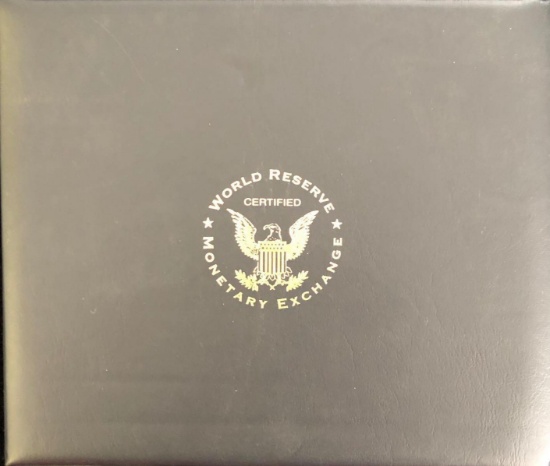 WORLD RESERVE
CERTIFIED
MONETARY EXCHANGE